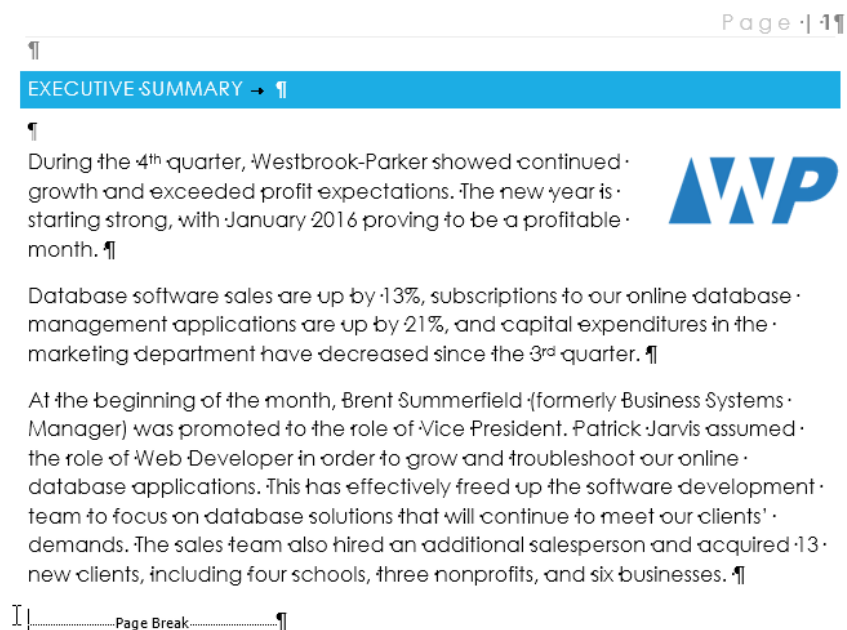 Page | 1¶
¶
EXECUTIVE SUMMARY → ¶
¶
During the 4th quarter, Westbrook-Parker showed continued
growth and exceeded profit expectations. The new year is
starting strong, with January 2016 proving to be a profitable
month. ¶
WP
Database software sales are up by 13%, subscriptions to our online database
management applications are up by 21%, and capital expenditures in the
marketing department have decreased since the 3rd quarter. ¶
At the beginning of the month, Brent Summerfield (formerly Business Systems
Manager) was promoted to the role of Vice President. Patrick Jarvis assumed
the role of Web Developer in order to grow and troubleshoot our online
database applications. This has effectively freed up the software development
team to focus on database solutions that will continue to meet our clients’
demands. The sales team also hired an additional salesperson and acquired 13
new clients, including four schools, three nonprofits, and six businesses. ¶
Page Break¶